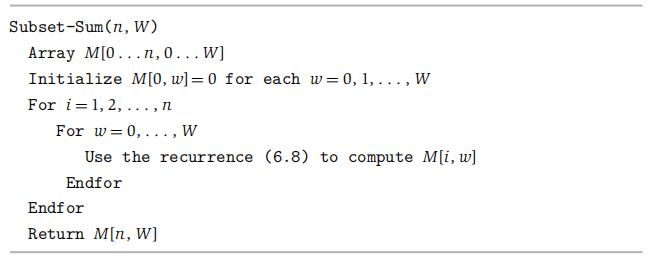 Subset-Sum(n, W)
Array M[0...n, 0...W]
Initialize M[0, w]=0 for each w=0, 1, ..., W
For i=1, 2, ..., n
For w=0, ..., W
Use the recurrence (6.8) to compute M[i, w]
Endfor
Endfor
Return M[n, W]